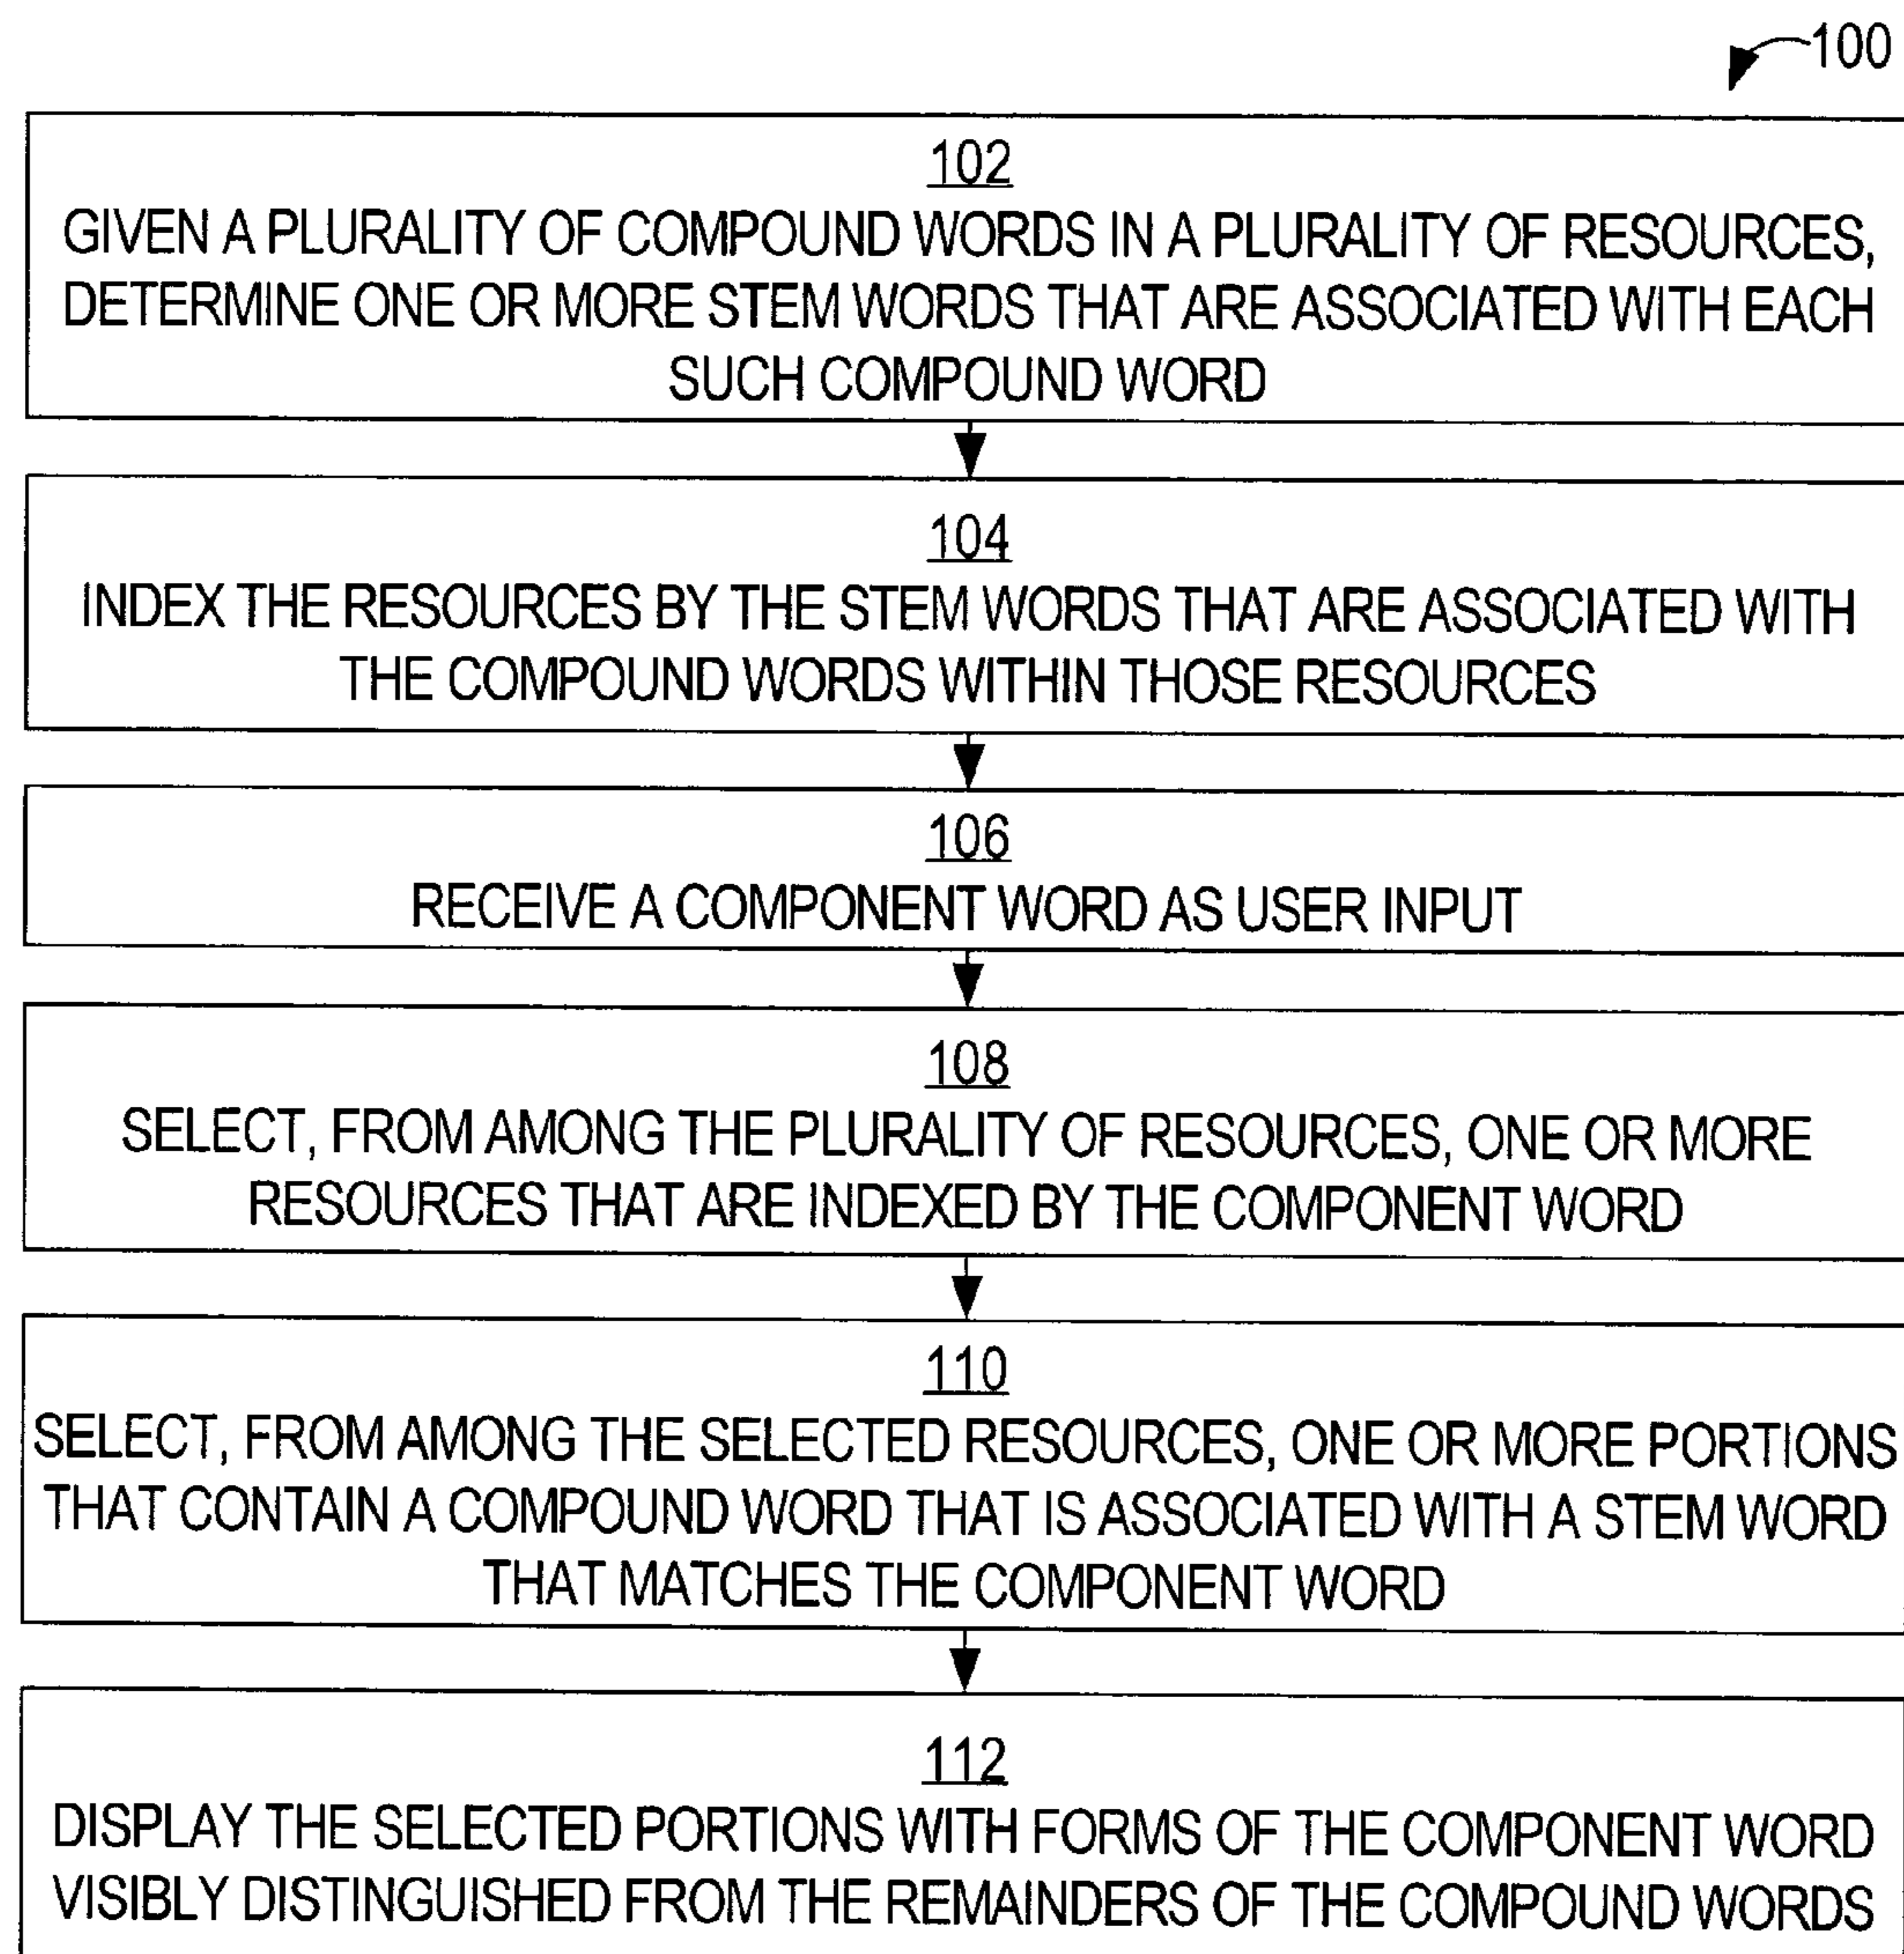 100
102
GIVEN A PLURALITY OF COMPOUND WORDS IN A PLURALITY OF RESOURCES,
DETERMINE ONE OR MORE STEM WORDS THAT ARE ASSOCIATED WITH EACH
SUCH COMPOUND WORD
104
INDEX THE RESOURCES BY THE STEM WORDS THAT ARE ASSOCIATED WITH
THE COMPOUND WORDS WITHIN THOSE RESOURCES
106
RECEIVE A COMPONENT WORD AS USER INPUT
108
SELECT, FROM AMONG THE PLURALITY OF RESOURCES, ONE OR MORE
RESOURCES THAT ARE INDEXED BY THE COMPONENT WORD
110
SELECT, FROM AMONG THE SELECTED RESOURCES, ONE OR MORE PORTIONS
THAT CONTAIN A COMPOUND WORD THAT IS ASSOCIATED WITH A STEM WORD
THAT MATCHES THE COMPONENT WORD
112
DISPLAY THE SELECTED PORTIONS WITH FORMS OF THE COMPONENT WORD
VISIBLY DISTINGUISHED FROM THE REMAINDERS OF THE COMPOUND WORDS